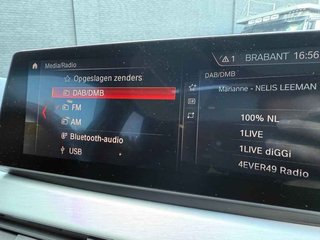 Media/Radio
Opgeslagen zenders
DAB/DMB
FM
AM
Bluetooth-audio
USB
1 BRABANT 16:56
DAB/DMB
Marianne - NELIS LEEMAN
100% NL
1LIVE
1LIVE diGGi
4EVER49 Radio